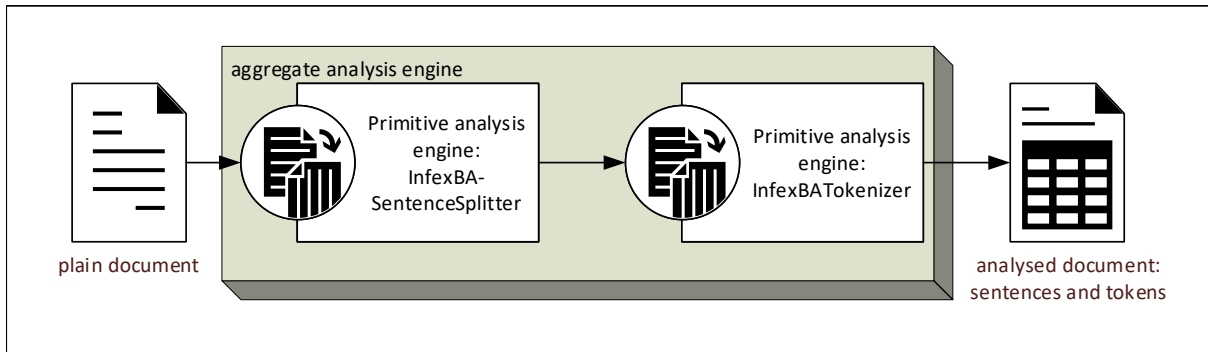 aggregate analysis engine
Primitive analysis
engine:
InfexBA-
SentenceSplitter
Primitive analysis
engine:
InfexBATokenizer
plain document
analysed document:
sentences and tokens